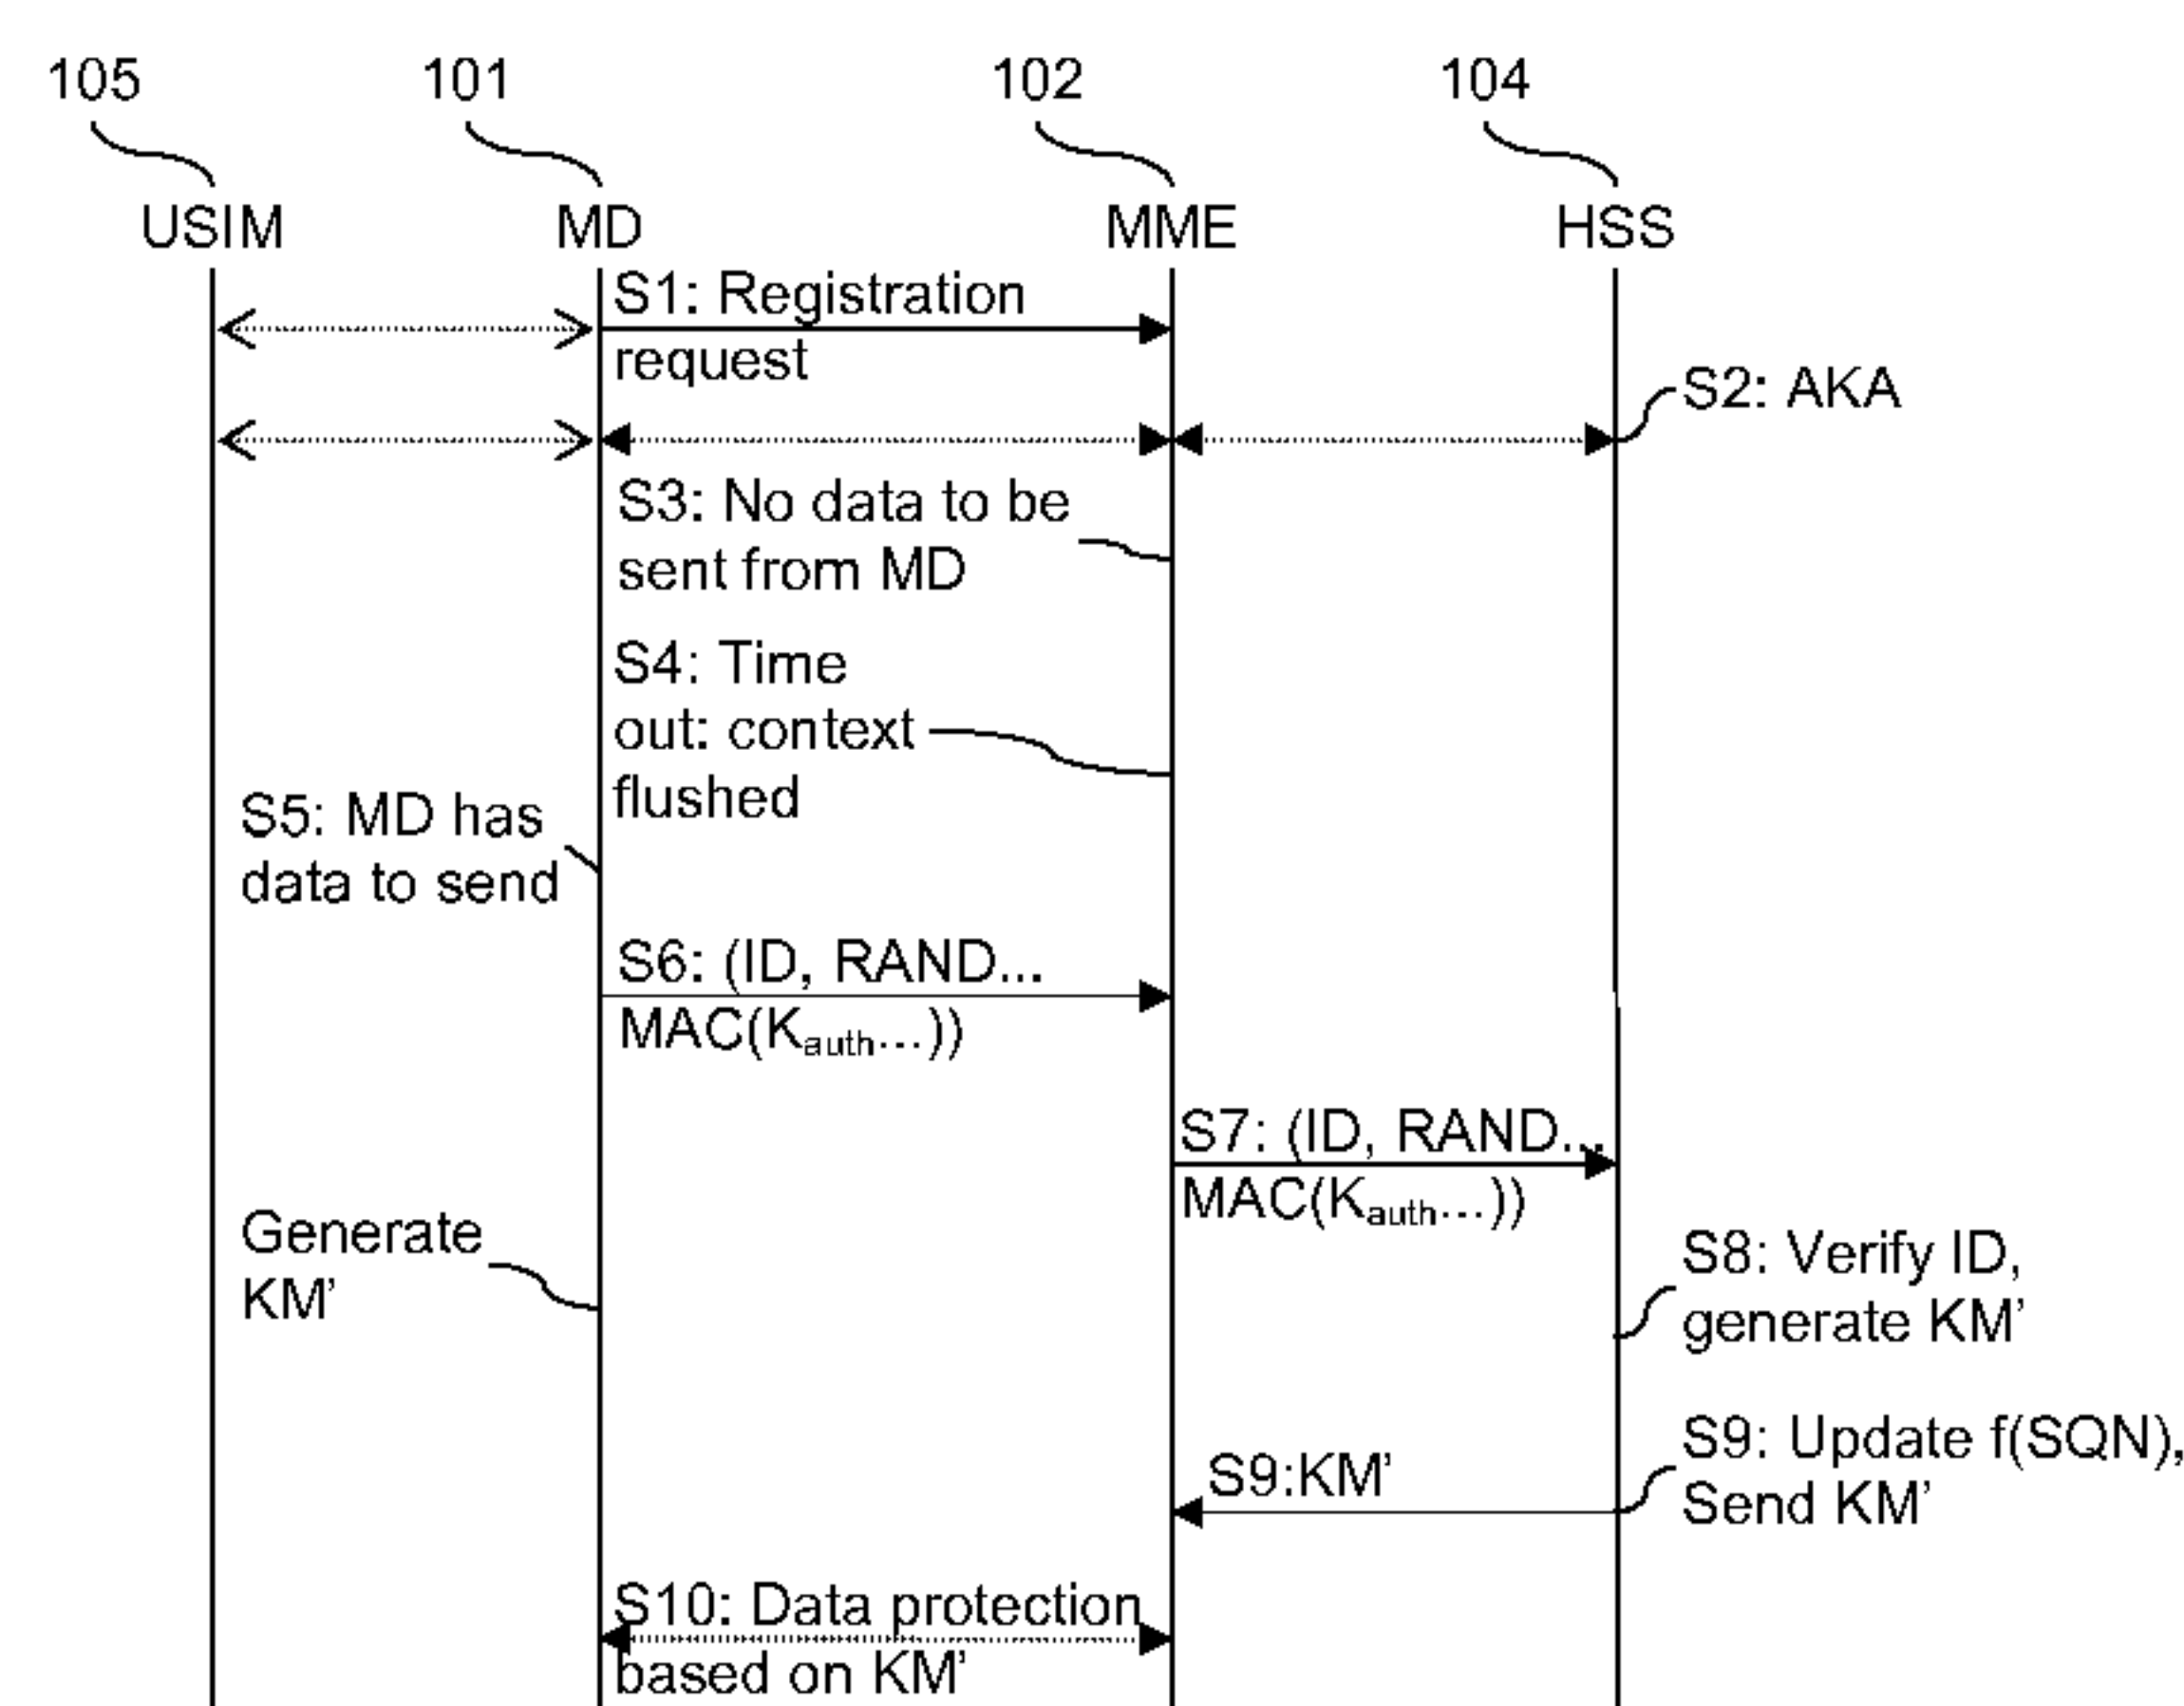 105
101
102
104
USIM
MD
MME
HSS
S1: Registration
request
S2: AKA
S3: No data to be
sent from MD
S4: Time
out: context
flushed
S5: MD has
data to send
S6: (ID, RAND...
MAC(Kauth...))
S7: (ID, RAND...
MAC(Kauth...))
Generate
KM’
S8: Verify ID,
generate KM’
S9: Update f(SQN),
Send KM’
S9:KM’
S10: Data protection
based on KM’